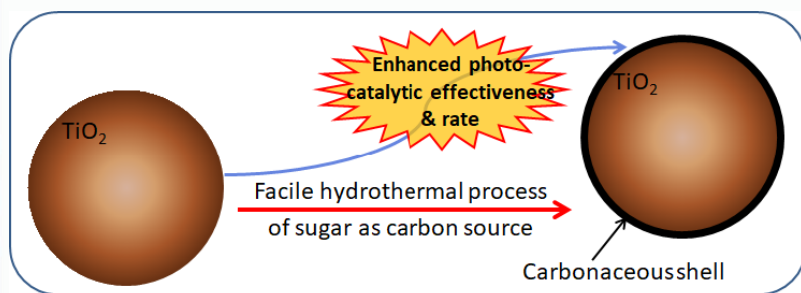 TiO2
Enhanced photo-
catalytic effectiveness
& rate
TiO2
Facile hydrothermal process
of sugar as carbon source
Carbonaceousshell